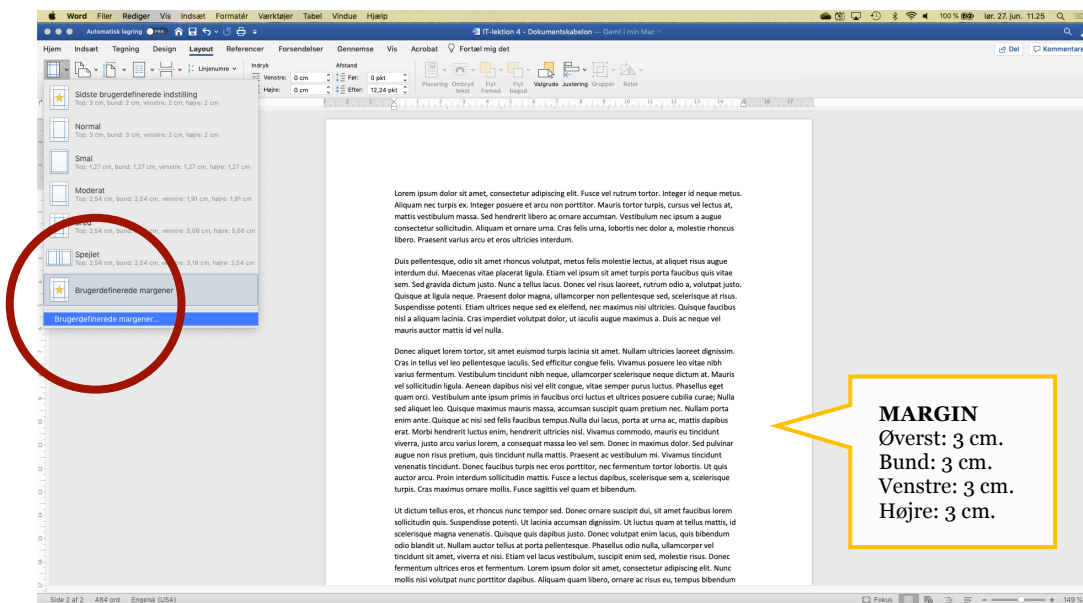 Word Filer Rediger Vis Indsæt Formatér Værktøjer Tabel Vindue Hjælp 100 % lør. 27. jun. 11.25
Automatisk lagring FRA IT-lektion 4 - Dokumentskabelon — Gemt i min Mac
Hjem Indsæt Tegning Design Layout Referencer Forsendelser Gennemse Vis Acrobat Fortæl mig det Del Kommentarer
Linjenumre Indryk Afstand
Venstre: 0 cm Før: 0 pkt
Højre: 0 cm Efter: 12,24 pkt
Placering Ombryd tekst Flyt fremad Flyt bagud Valgrude Justering Gruppér Roter
Sidste brugerdefinerede indstilling
Top: 3 cm, bund: 2 cm, venstre: 2 cm, højre: 2 cm
Normal
Top: 3 cm, bund: 3 cm, venstre: 2 cm, højre: 2 cm
Smal
Top: 1,27 cm, bund: 1,27 cm, venstre: 1,27 cm, højre: 1,27 cm
Moderat
Top: 2,54 cm, bund: 2,54 cm, venstre: 1,91 cm, højre: 1,91 cm
Bred
Top: 2,54 cm, bund: 2,54 cm, venstre: 5,08 cm, højre: 5,08 cm
Spejlet
Top: 2,54 cm, bund: 2,54 cm, venstre: 3,18 cm, højre: 2,54 cm
Brugerdefinerede margener
Brugerdefinerede margener...
Lorem ipsum dolor sit amet, consectetur adipiscing elit. Fusce vel rutrum tortor. Integer id neque metus.
Aliquam nec turpis ex. Integer posuere et arcu non porttitor. Mauris tortor turpis, cursus vel lectus at,
mattis vestibulum massa. Sed hendrerit libero ac ornare accumsan. Vestibulum nec ipsum a augue
consectetur sollicitudin. Aliquam et ornare urna. Cras felis urna, lobortis nec dolor a, molestie rhoncus
libero. Praesent varius arcu et eros ultricies interdum.
Duis pellentesque, odio sit amet rhoncus volutpat, metus felis molestie lectus, at aliquet risus augue
interdum dui. Maecenas vitae placerat ligula. Etiam vel ipsum sit amet turpis porta faucibus quis vitae
sem. Sed gravida dictum justo. Nunc a tellus lacus. Donec vel risus laoreet, rutrum odio a, volutpat justo.
Quisque at ligula neque. Praesent dolor magna, ullamcorper non pellentesque sed, scelerisque at risus.
Suspendisse potenti. Etiam ultrices neque sed ex eleifend, nec maximus nisi ultricies. Quisque faucibus
nisl a aliquam lacinia. Cras imperdiet volutpat dolor, ut iaculis augue maximus a. Duis ac neque vel
mauris auctor mattis id vel nulla.
Donec aliquet lorem tortor, sit amet euismod turpis lacinia sit amet. Nullam ultricies laoreet dignissim.
Cras in tellus vel leo pellentesque iaculis. Sed efficitur congue felis. Vivamus posuere leo vitae nibh
varius fermentum. Vestibulum tincidunt nibh neque, ullamcorper scelerisque neque dictum at. Mauris
vel sollicitudin ligula. Aenean dapibus nisi vel elit congue, vitae semper purus luctus. Phasellus eget
quam orci. Vestibulum ante ipsum primis in faucibus orci luctus et ultrices posuere cubilia curae; Nulla
sed aliquet leo. Quisque maximus mauris massa, accumsan suscipit quam pretium nec. Nullam porta
enim ante. Quisque ac nisi sed felis faucibus tempus.Nulla dui lacus, porta at urna ac, mattis dapibus
erat. Morbi hendrerit luctus enim, hendrerit ultricies nisl. Vivamus commodo, mauris eu tincidunt
viverra, justo arcu varius lorem, a consequat massa leo vel sem. Donec in maximus dolor. Sed pulvinar
augue non risus pretium, quis tincidunt nulla mattis. Praesent ac vestibulum mi. Vivamus tincidunt
venenatis tincidunt. Donec faucibus turpis nec eros porttitor, nec fermentum tortor lobortis. Ut quis
auctor arcu. Proin interdum sollicitudin mattis. Fusce a lectus dapibus, scelerisque sem a, scelerisque
turpis. Cras maximus ornare mollis. Fusce sagittis vel quam et bibendum.
Ut dictum tellus eros, et rhoncus nunc tempor sed. Donec ornare suscipit dui, sit amet faucibus lorem
sollicitudin quis. Suspendisse potenti. Ut lacinia accumsan dignissim. Ut luctus quam at tellus mattis, id
scelerisque magna venenatis. Quisque quis dapibus justo. Donec volutpat enim lacus, quis bibendum
odio blandit ut. Nullam auctor tellus at porta pellentesque. Phasellus odio nulla, ullamcorper vel
tincidunt sit amet, viverra et nisi. Etiam vel lacus vestibulum, suscipit enim sed, molestie risus. Donec
fermentum ultrices eros et fermentum. Lorem ipsum dolor sit amet, consectetur adipiscing elit. Nunc
mollis nisi volutpat nunc porttitor dapibus. Aliquam quam libero, ornare ac risus eu, tempus bibendum
MARGIN
Øverst: 3 cm.
Bund: 3 cm.
Venstre: 3 cm.
Højre: 3 cm.
Side 2 af 2 484 ord Engelsk (USA) Fokus 149 %